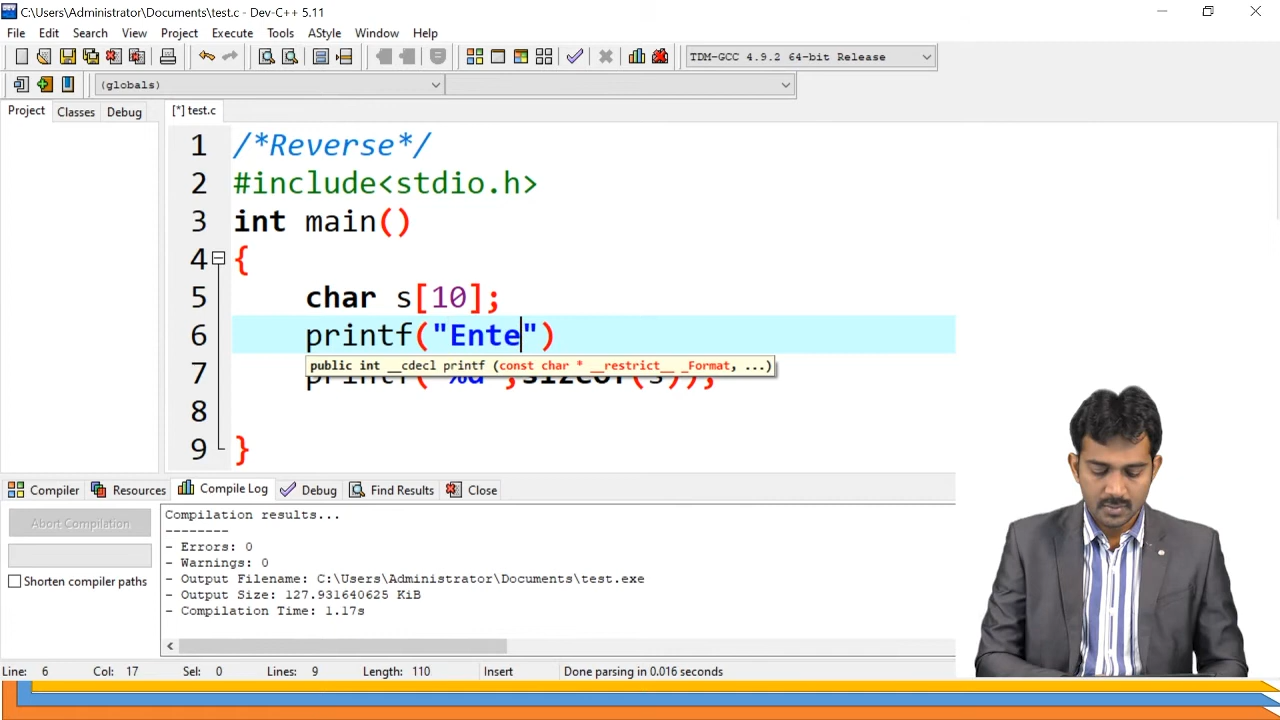 C:\Users\Administrator\Documents\test.c - Dev-C++ 5.11
File Edit Search View Project Execute Tools AStyle Window Help
TDM-GCC 4.9.2 64-bit Release
(globals)
Project Classes Debug [*] test.c
1 /*Reverse*/
2 #include<stdio.h>
3 int main()
4 {
5 char s[10];
6 printf("Ente")
public int __cdecl printf (const char * __restrict__ _Format, ...)
7 printf("%d",sizeof(s));
8
9 }
Compiler Resources Compile Log Debug Find Results Close
Abort Compilation
Shorten compiler paths
Compilation results...
--------
- Errors: 0
- Warnings: 0
- Output Filename: C:\Users\Administrator\Documents\test.exe
- Output Size: 127.931640625 KiB
- Compilation Time: 1.17s
Line: 6 Col: 17 Sel: 0 Lines: 9 Length: 110 Insert Done parsing in 0.016 seconds